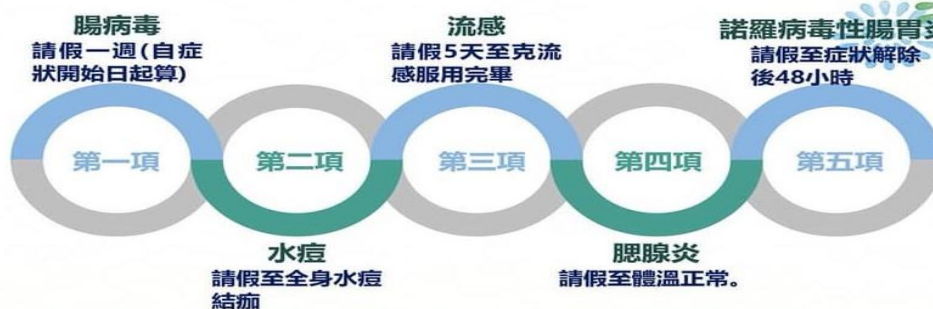 腸病毒
請假一週(自症
狀開始日起算)
流感
請假5天至克流
感服用完畢
諾羅病毒性腸胃炎
請假至症狀解除
後48小時
第一項
第二項
第三項
第四項
第五項
水痘
請假至全身水痘
結痂
腮腺炎
請假至體溫正常。